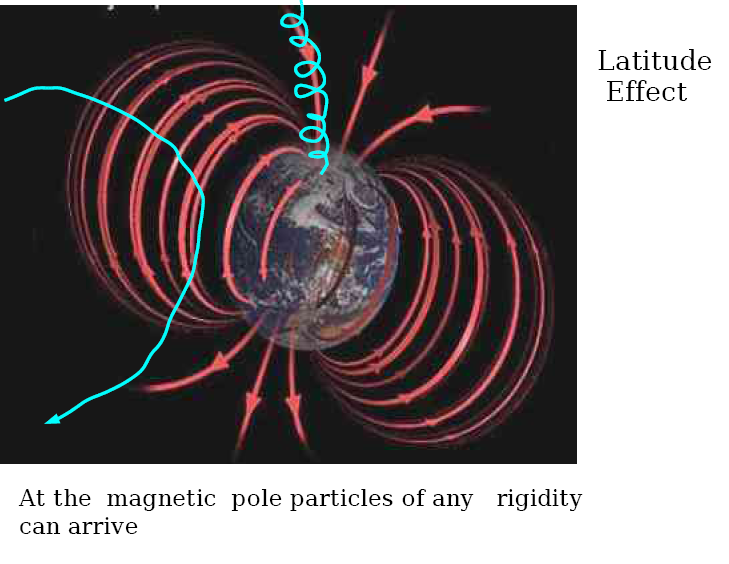 Latitude
Effect
At the magnetic pole particles of any rigidity
can arrive